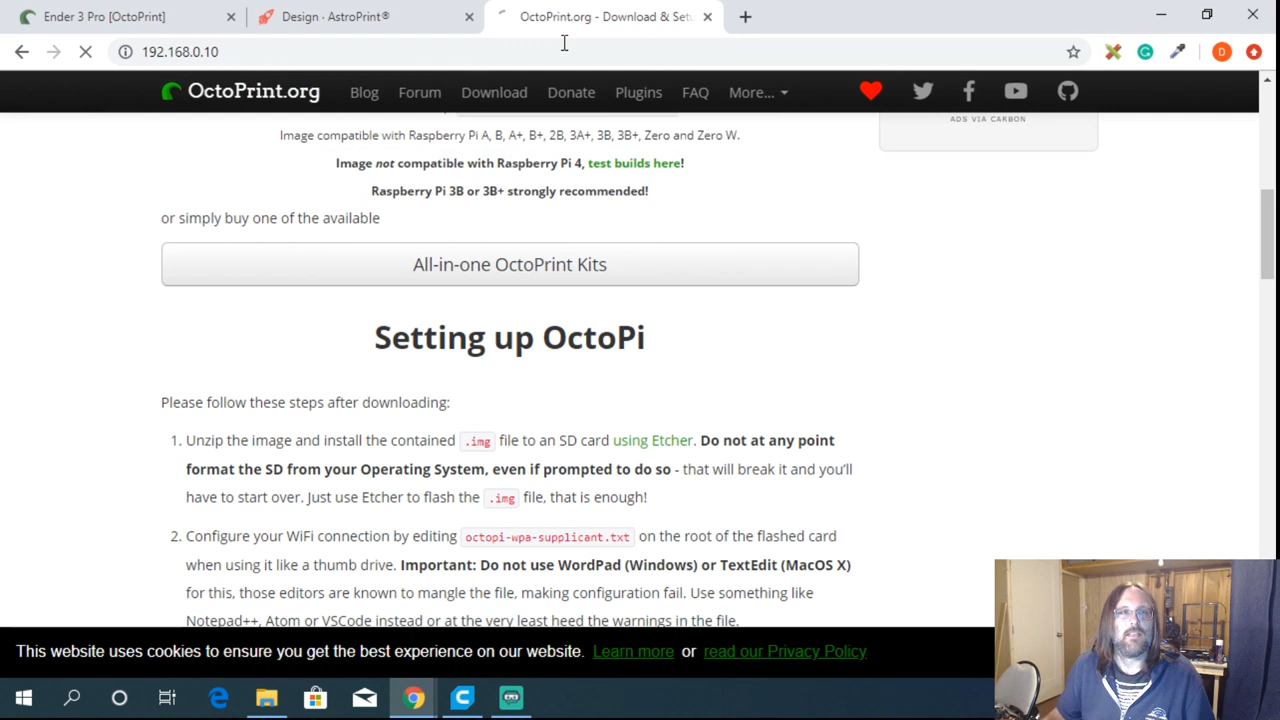 Ender 3 Pro [OctoPrint]
Design · AstroPrint®
OctoPrint.org - Download & Setu
192.168.0.10
D
OctoPrint.org Blog Forum Download Donate Plugins FAQ More...
ADS VIA CARBON
Image compatible with Raspberry Pi A, B, A+, B+, 2B, 3A+, 3B, 3B+, Zero and Zero W.
Image not compatible with Raspberry Pi 4, test builds here!
Raspberry Pi 3B or 3B+ strongly recommended!
or simply buy one of the available
All-in-one OctoPrint Kits
Setting up OctoPi
Please follow these steps after downloading:
1. Unzip the image and install the contained .img file to an SD card using Etcher. Do not at any point
format the SD from your Operating System, even if prompted to do so - that will break it and you'll
have to start over. Just use Etcher to flash the .img file, that is enough!
2. Configure your WiFi connection by editing octopi-wpa-supplicant.txt on the root of the flashed card
when using it like a thumb drive. Important: Do not use WordPad (Windows) or TextEdit (MacOS X)
for this, those editors are known to mangle the file, making configuration fail. Use something like
Notepad++, Atom or VSCode instead or at the very least heed the warnings in the file.
This website uses cookies to ensure you get the best experience on our website. Learn more or read our Privacy Policy